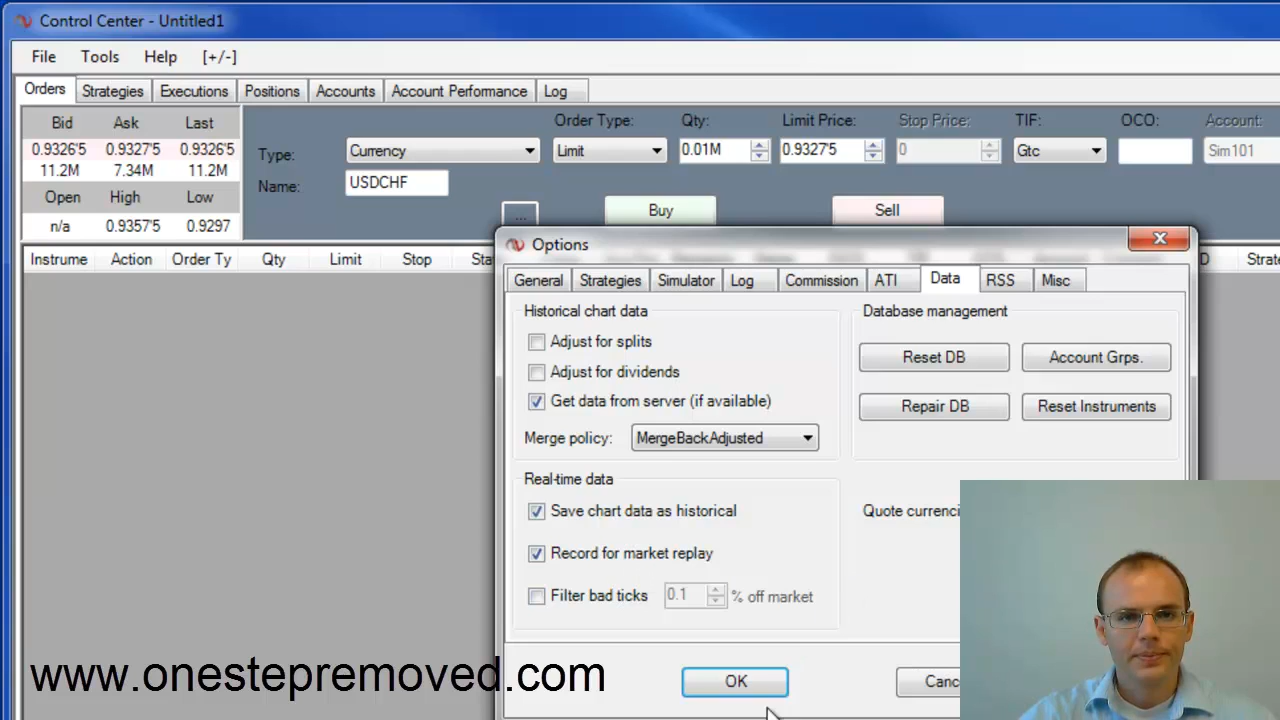 Control Center - Untitled1
File Tools Help [+/-]
Orders Strategies Executions Positions Accounts Account Performance Log
Bid Ask Last
0.9326'5 0.9327'5 0.9326'5
11.2M 7.34M 11.2M
Open High Low
n/a 0.9357'5 0.9297
Type: Currency
Name: USDCHF
...
Order Type: Qty: Limit Price: Stop Price: TIF: OCO: Account:
Limit 0.01M 0.9327'5 0 Gtc Sim101
Buy Sell
Instrume Action Order Ty Qty Limit Stop Sta D Strate
Options
General Strategies Simulator Log Commission ATI Data RSS Misc
Historical chart data
Adjust for splits
Adjust for dividends
Get data from server (if available)
Merge policy: MergeBackAdjusted
Database management
Reset DB Account Grps.
Repair DB Reset Instruments
Real-time data
Save chart data as historical
Record for market replay
Filter bad ticks 0.1 % off market
Quote currenci
OK Canc
www.onestepremoved.com